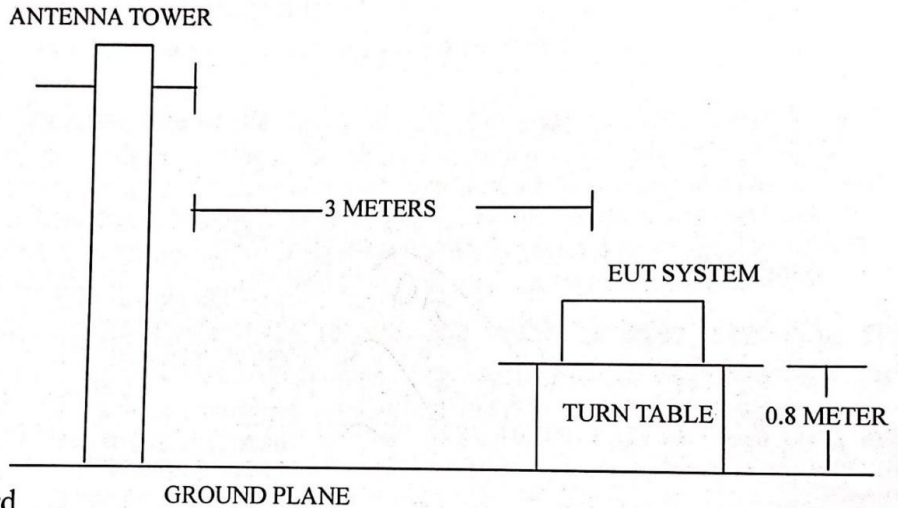 ANTENNA TOWER
3 METERS
EUT SYSTEM
TURN TABLE
0.8 METER
GROUND PLANE